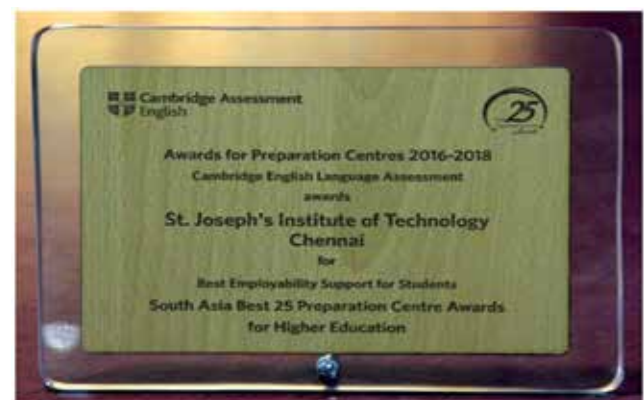 Cambridge Assessment
English
25
Awards for Preparation Centres 2016-2018
Cambridge English Language Assessment
awards
St. Joseph's Institute of Technology
Chennai
for
Best Employability Support for Students
South Asia Best 25 Preparation Centre Awards
for Higher Education